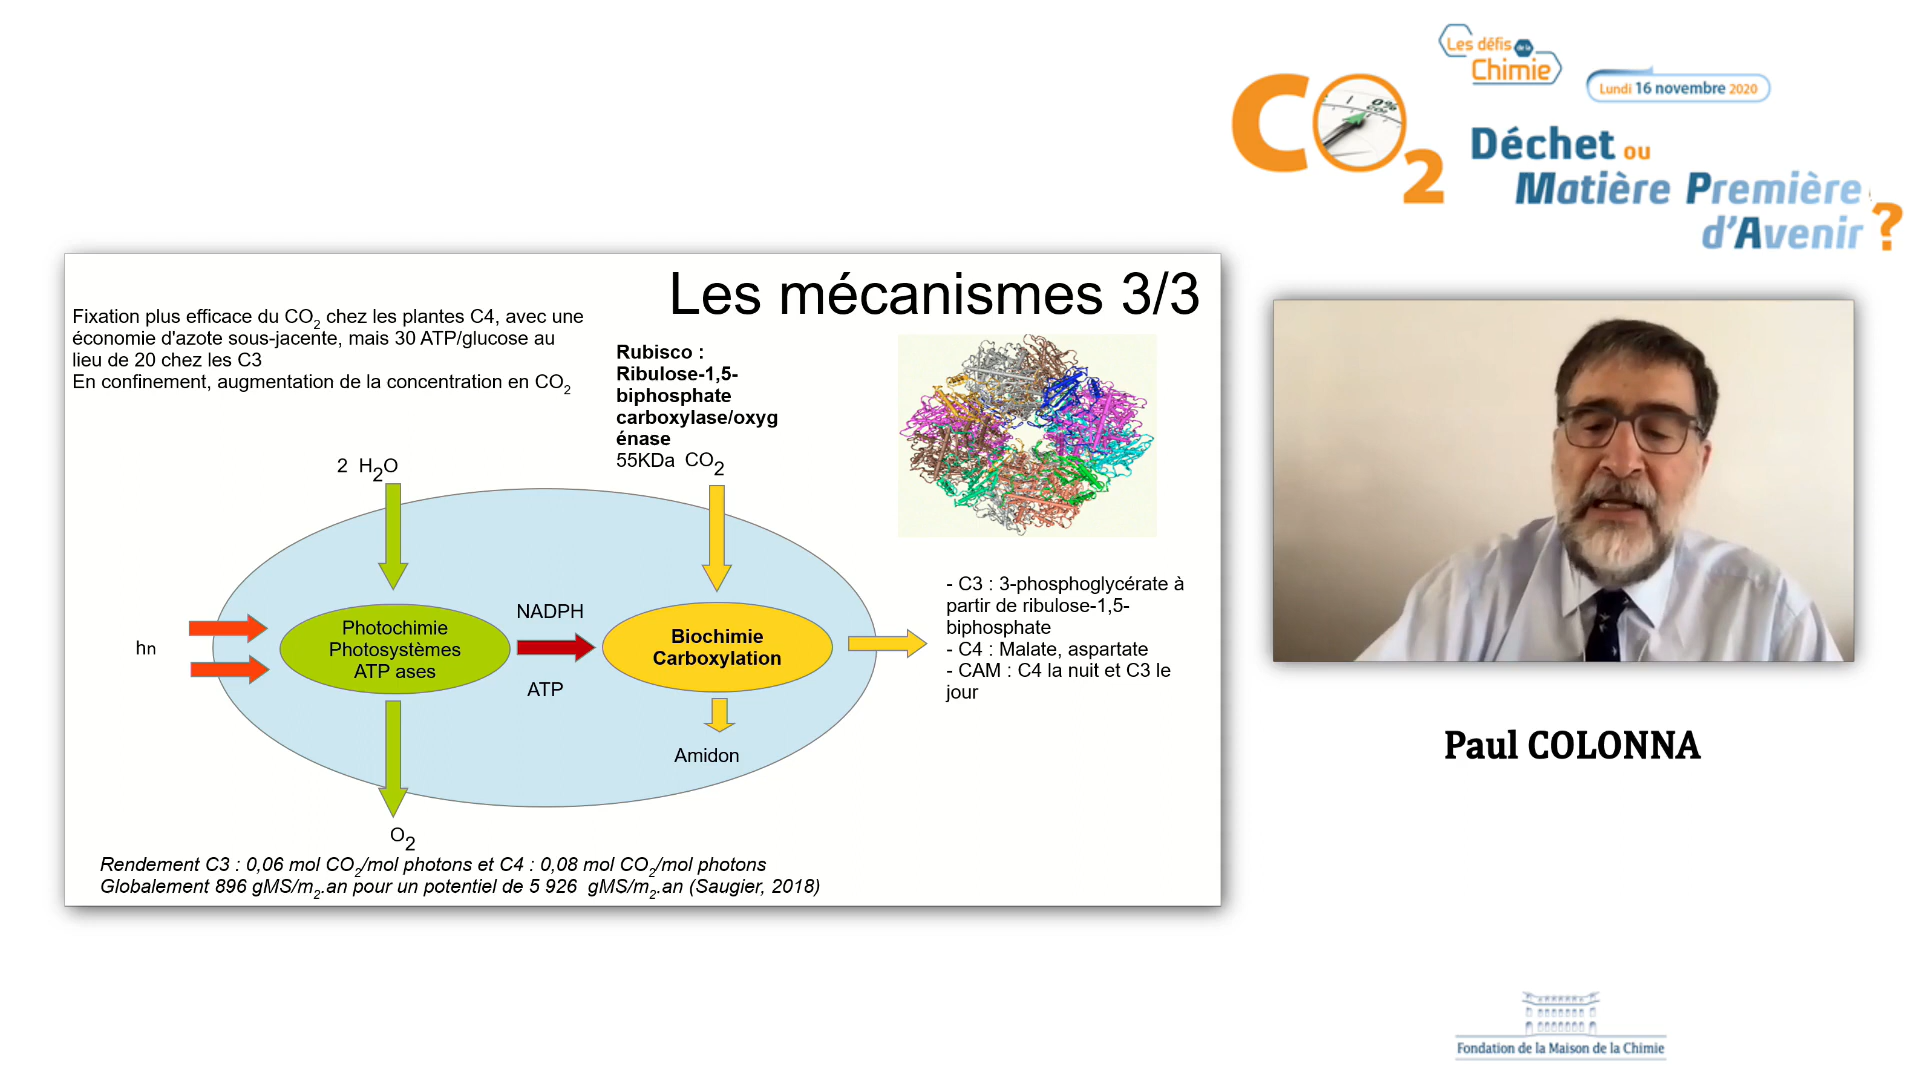 Les défis de la
Chimie
Lundi 16 novembre 2020
0%
CO2
CO2
Déchet ou
Matière Première
d'Avenir ?
Les mécanismes 3/3
Fixation plus efficace du CO2 chez les plantes C4, avec une
économie d'azote sous-jacente, mais 30 ATP/glucose au
lieu de 20 chez les C3
En confinement, augmentation de la concentration en CO2
Rubisco :
Ribulose-1,5-
biphosphate
carboxylase/oxyg
énase
55KDa CO2
2 H2O
hn
Photochimie
Photosystèmes
ATP ases
NADPH
ATP
Biochimie
Carboxylation
Amidon
O2
- C3 : 3-phosphoglycérate à
partir de ribulose-1,5-
biphosphate
- C4 : Malate, aspartate
- CAM : C4 la nuit et C3 le
jour
Rendement C3 : 0,06 mol CO2/mol photons et C4 : 0,08 mol CO2/mol photons
Globalement 896 gMS/m2.an pour un potentiel de 5 926 gMS/m2.an (Saugier, 2018)
Paul COLONNA
Fondation de la Maison de la Chimie